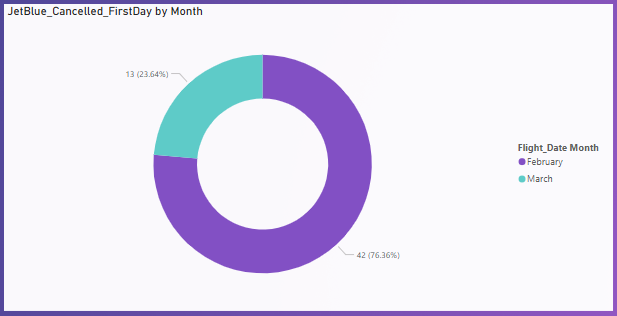 JetBlue_Cancelled_FirstDay by Month
13 (23.64%)
Flight_Date Month
February
March
42 (76.36%)